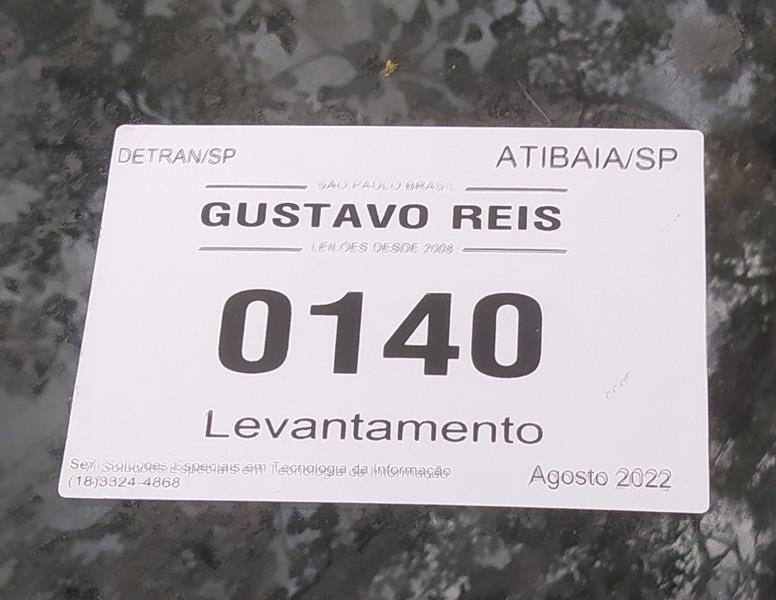 DETRAN/SP
ATIBAIA/SP
SÃO PAULO BRASIL
GUSTAVO REIS
LEILÕES DESDE 2008
0140
Levantamento
Soluções Especiais em Tecnologia da Informação
(18)3324-4868
Agosto 2022